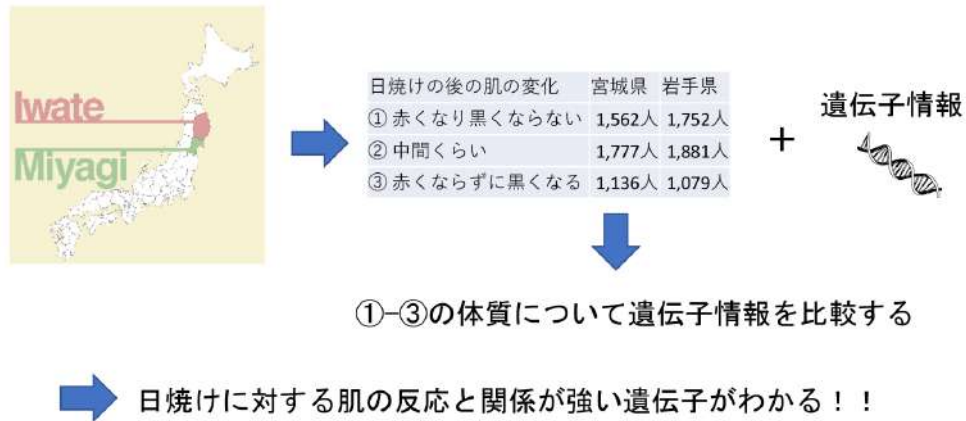 Iwate
Miyagi
日焼けの後の肌の変化 宮城県 岩手県
① 赤くなり黒くならない 1,562人 1,752人
② 中間くらい 1,777人 1,881人
③ 赤くならずに黒くなる 1,136人 1,079人
+
遺伝子情報
①-③の体質について遺伝子情報を比較する
日焼けに対する肌の反応と関係が強い遺伝子がわかる！！